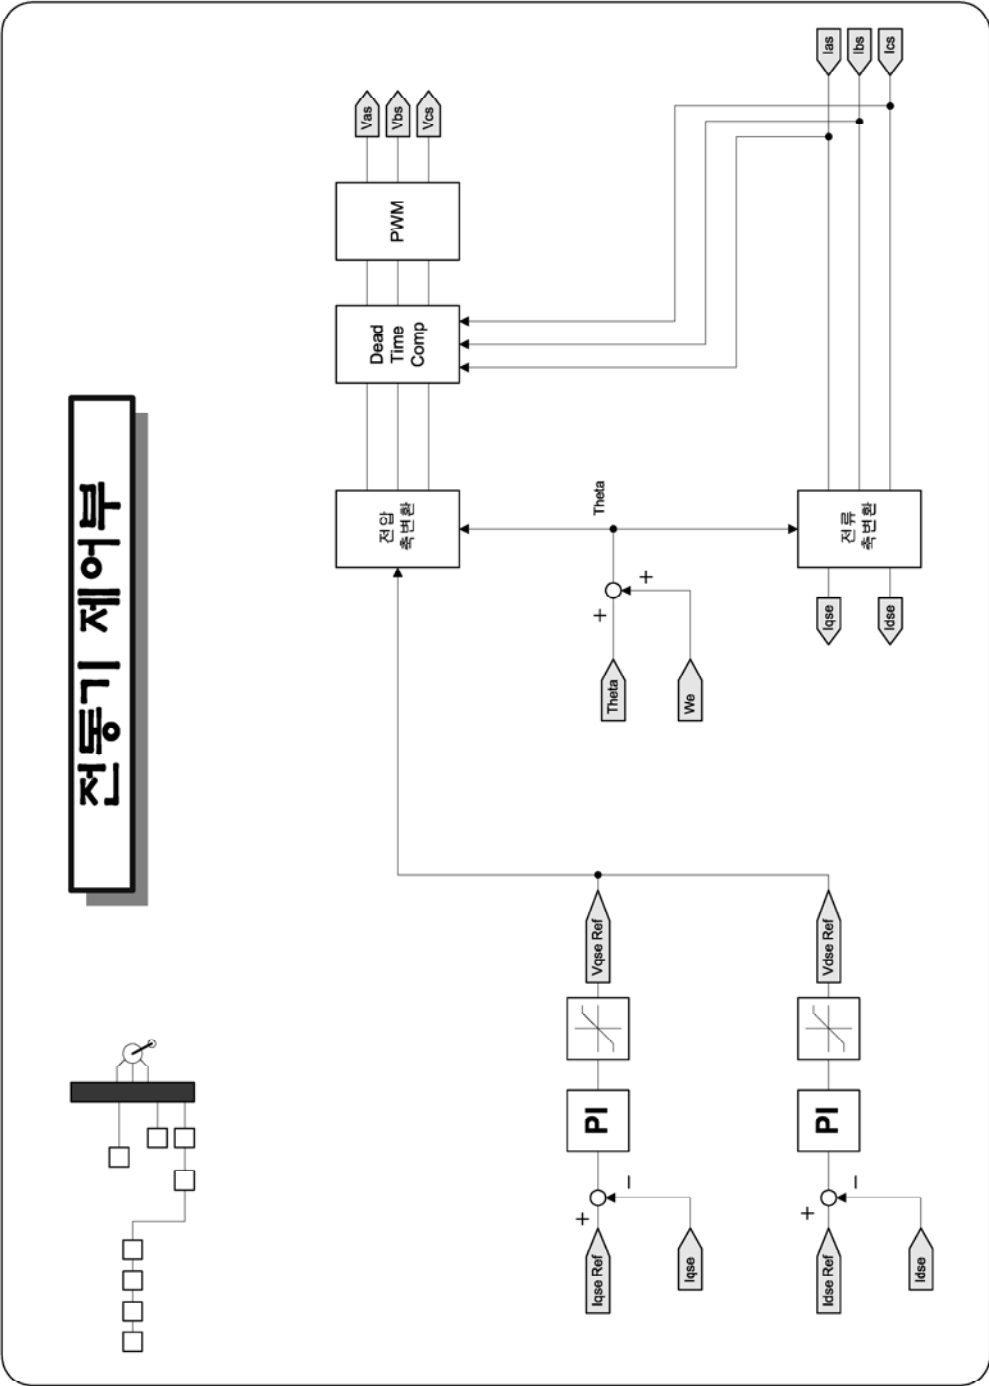 전동기 제어부
Iqse Ref
+
−
Iqse
PI
Vqse Ref
Idse Ref
+
−
Idse
PI
Vdse Ref
Theta
+
+
We
Theta
전압
축변환
Dead
Time
Comp
PWM
Vas
Vbs
Vcs
Iqse
Idse
전류
축변환
Ias
Ibs
Ics